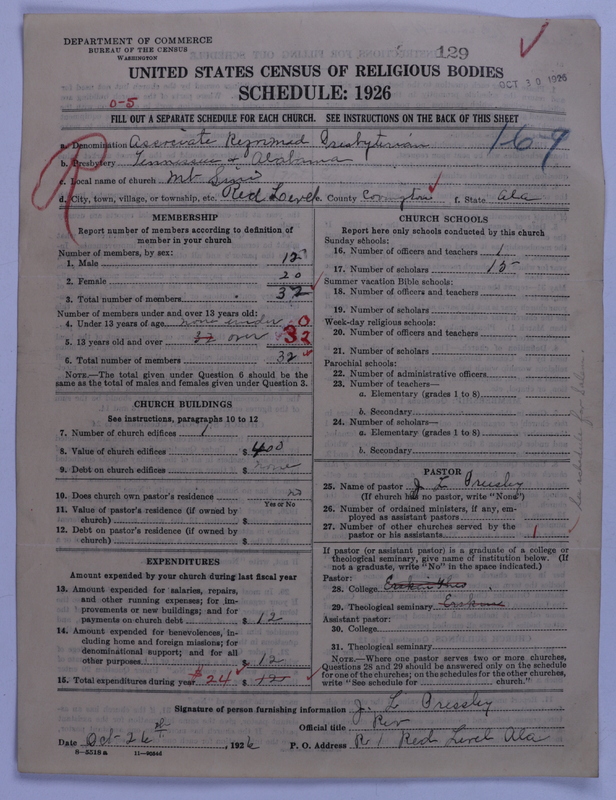 DEPARTMENT OF COMMERCE
BUREAU OF THE CENSUS
WASHINGTON
129
OCT 30 1926
UNITED STATES CENSUS OF RELIGIOUS BODIES
SCHEDULE: 1926
0-5
FILL OUT A SEPARATE SCHEDULE FOR EACH CHURCH. SEE INSTRUCTIONS ON THE BACK OF THIS SHEET
R
16-9
a. Denomination Associate Reformed Presbyterian
b. Presbytery Tennessee & Alabama
c. Local name of church Mt
d. City, town, village, or township, etc. Red Level e. County Covington f. State Ala
MEMBERSHIP
Report number of members according to definition of member in your church
Number of members, by sex:
1. Male 12
2. Female 20
3. Total number of members 32
Number of members under and over 13 years old:
4. Under 13 years of age none under 0
5. 13 years old and over 32 over 32
6. Total number of members 32
NOTE.—The total given under Question 6 should be the same as the total of males and females given under Question 3.
CHURCH BUILDINGS
See instructions, paragraphs 10 to 12
7. Number of church edifices 1
8. Value of church edifices $ 400
9. Debt on church edifices $ none
10. Does church own pastor's residence no
Yes or No
11. Value of pastor's residence (if owned by church) $
12. Debt on pastor's residence (if owned by church) $
EXPENDITURES
Amount expended by your church during last fiscal year
13. Amount expended for salaries, repairs, and other running expenses; for improvements or new buildings; and for payments on church debt $ 12
14. Amount expended for benevolences, including home and foreign missions; for denominational support; and for all other purposes $ 12
15. Total expenditures during year $24 $ 12
CHURCH SCHOOLS
Report here only schools conducted by this church
Sunday schools:
16. Number of officers and teachers 1
17. Number of scholars 15
Summer vacation Bible schools:
18. Number of officers and teachers
19. Number of scholars
Week-day religious schools:
20. Number of officers and teachers
21. Number of scholars
Parochial schools:
22. Number of administrative officers
23. Number of teachers—
a. Elementary (grades 1 to 8)
b. Secondary
24. Number of scholars—
a. Elementary (grades 1 to 8)
b. Secondary
PASTOR
25. Name of pastor J L Pressly
(If church has no pastor, write "None")
26. Number of ordained ministers, if any, employed as assistant pastors
27. Number of other churches served by the pastor or his assistants 1
See schedule for
If pastor (or assistant pastor) is a graduate of a college or theological seminary, give name of institution below. (If not a graduate, write "No" in the space indicated.)
Pastor:
28. College
29. Theological seminary Erskine
Assistant pastor:
30. College
31. Theological seminary
NOTE.—Where one pastor serves two or more churches, Questions 28 and 29 should be answered only on the schedule for one of the churches; on the schedules for the other churches, write "See schedule for ........ church."
Signature of person furnishing information J. L Pressley
Official title Rev
Date Oct 26 th, 1926 P. O. Address R 1 Red Level Ala
8-5518 a 11-90844